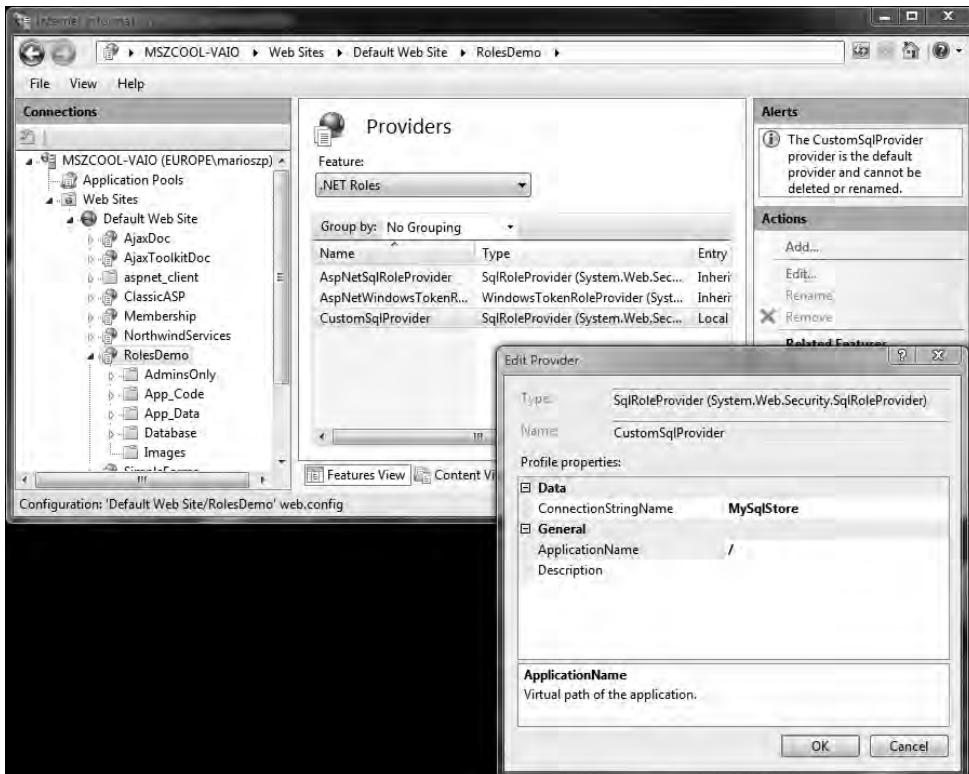 MSZCOOL-VAIO Web Sites Default Web Site RolesDemo
File View Help
Connections
MSZCOOL-VAIO (EUROPE\marioszp)
Application Pools
Web Sites
Default Web Site
AjaxDoc
AjaxToolkitDoc
aspnet_client
ClassicASP
Membership
NorthwindServices
RolesDemo
AdminsOnly
App_Code
App_Data
Database
Images
Providers
Feature:
.NET Roles
Group by: No Grouping
Name Type Entry
AspNetSqlRoleProvider SqlRoleProvider (System.Web.Sec... Inheri
AspNetWindowsTokenR... WindowsTokenRoleProvider (Syst... Inheri
CustomSqlProvider SqlRoleProvider (System.Web.Sec... Local
Features View Content Vi
Alerts
The CustomSqlProvider
provider is the default
provider and cannot be
deleted or renamed.
Actions
Add...
Edit...
Rename
Remove
Related Features
Configuration: 'Default Web Site/RolesDemo' web.config
Edit Provider
Type: SqlRoleProvider (System.Web.Security.SqlRoleProvider)
Name: CustomSqlProvider
Profile properties:
Data
ConnectionStringName MySqlStore
General
ApplicationName /
Description
ApplicationName
Virtual path of the application.
OK Cancel